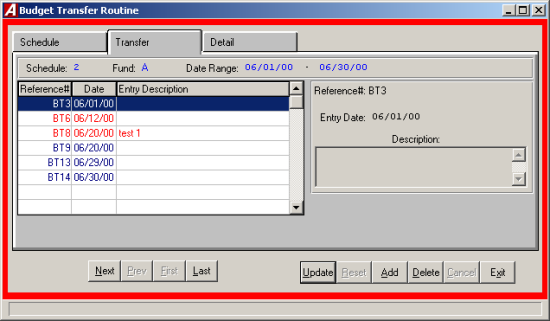 A Budget Transfer Routine
Schedule Transfer Detail
Schedule: 2 Fund: A Date Range: 06/01/00 - 06/30/00
Reference# Date Entry Description
BT3 06/01/00
BT6 06/12/00
BT8 06/20/00 test 1
BT9 06/20/00
BT13 06/29/00
BT14 06/30/00
Reference#: BT3
Entry Date: 06/01/00
Description:
Next Prev First Last
Update Reset Add Delete Cancel Exit